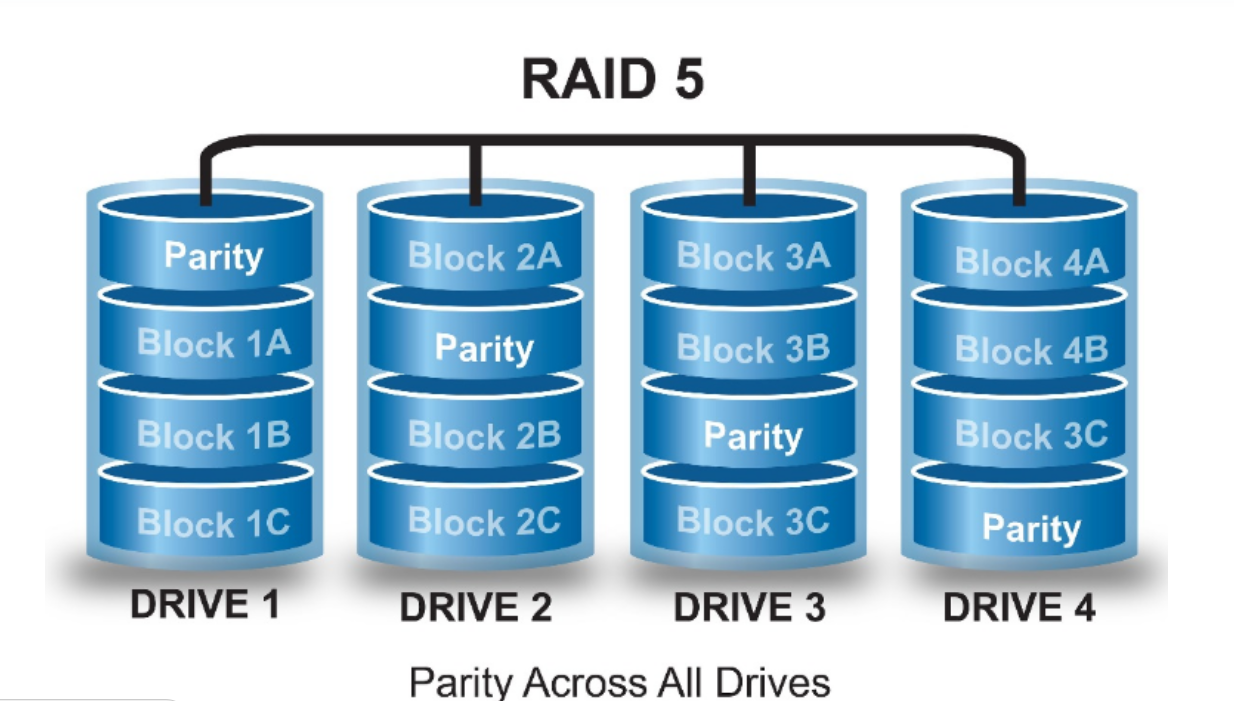 RAID 5
Parity Block 2A Block 3A Block 4A
Block 1A Parity Block 3B Block 4B
Block 1B Block 2B Parity Block 3C
Block 1C Block 2C Block 3C Parity
DRIVE 1 DRIVE 2 DRIVE 3 DRIVE 4
Parity Across All Drives